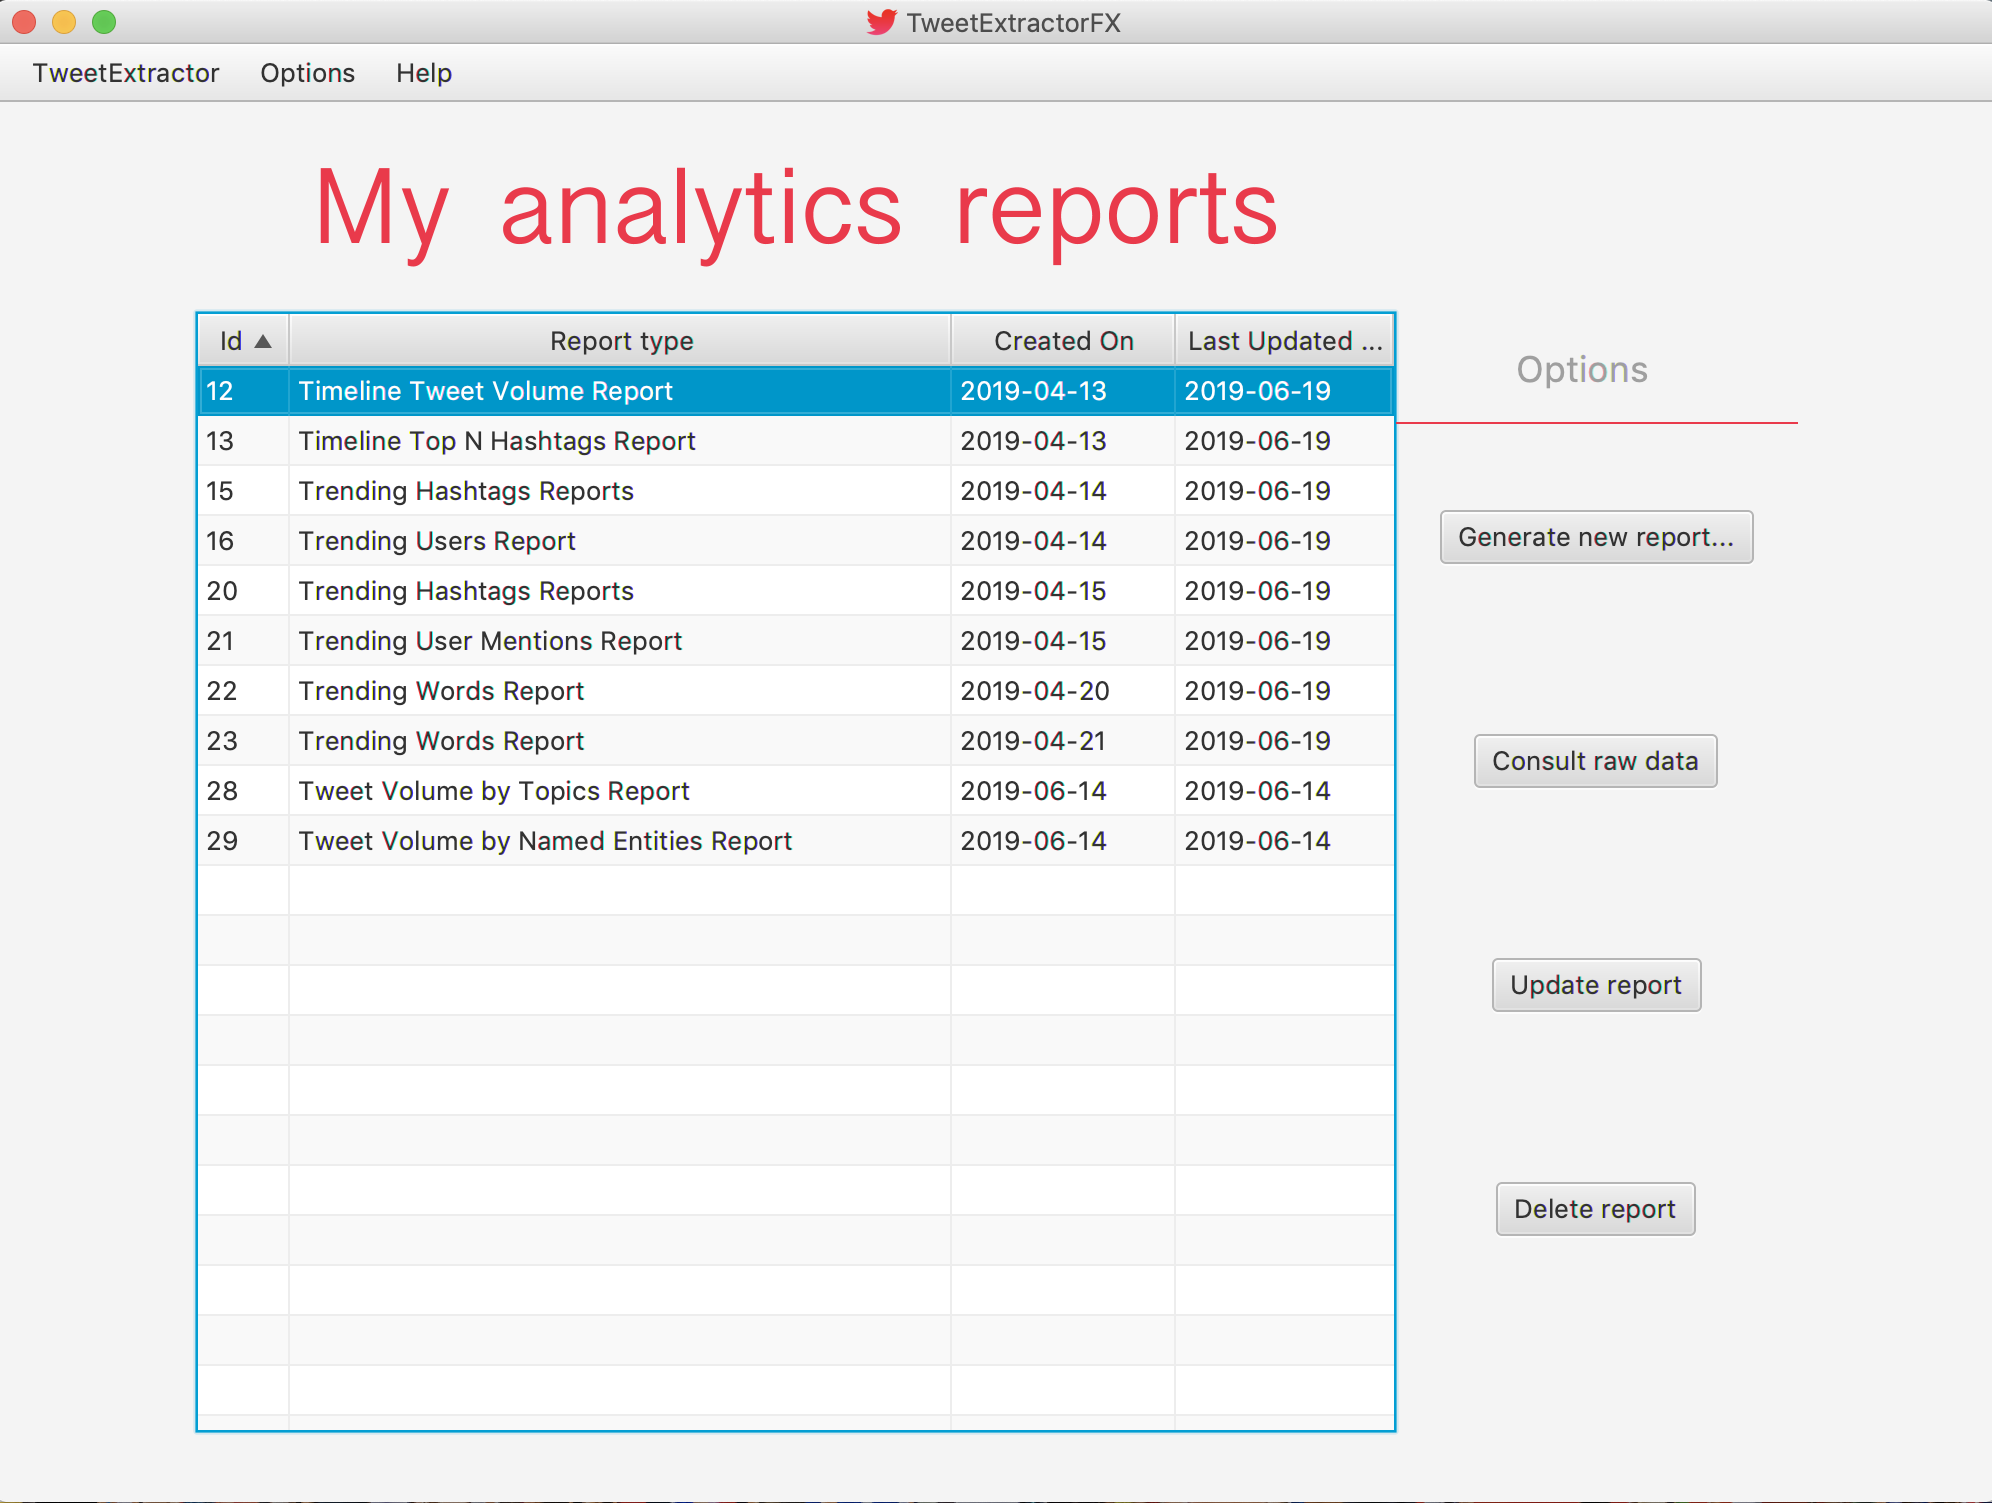 TweetExtractorFX
TweetExtractor Options Help
My analytics reports
Id Report type Created On Last Updated ...
12 Timeline Tweet Volume Report 2019-04-13 2019-06-19
13 Timeline Top N Hashtags Report 2019-04-13 2019-06-19
15 Trending Hashtags Reports 2019-04-14 2019-06-19
16 Trending Users Report 2019-04-14 2019-06-19
20 Trending Hashtags Reports 2019-04-15 2019-06-19
21 Trending User Mentions Report 2019-04-15 2019-06-19
22 Trending Words Report 2019-04-20 2019-06-19
23 Trending Words Report 2019-04-21 2019-06-19
28 Tweet Volume by Topics Report 2019-06-14 2019-06-14
29 Tweet Volume by Named Entities Report 2019-06-14 2019-06-14
Options
Generate new report...
Consult raw data
Update report
Delete report